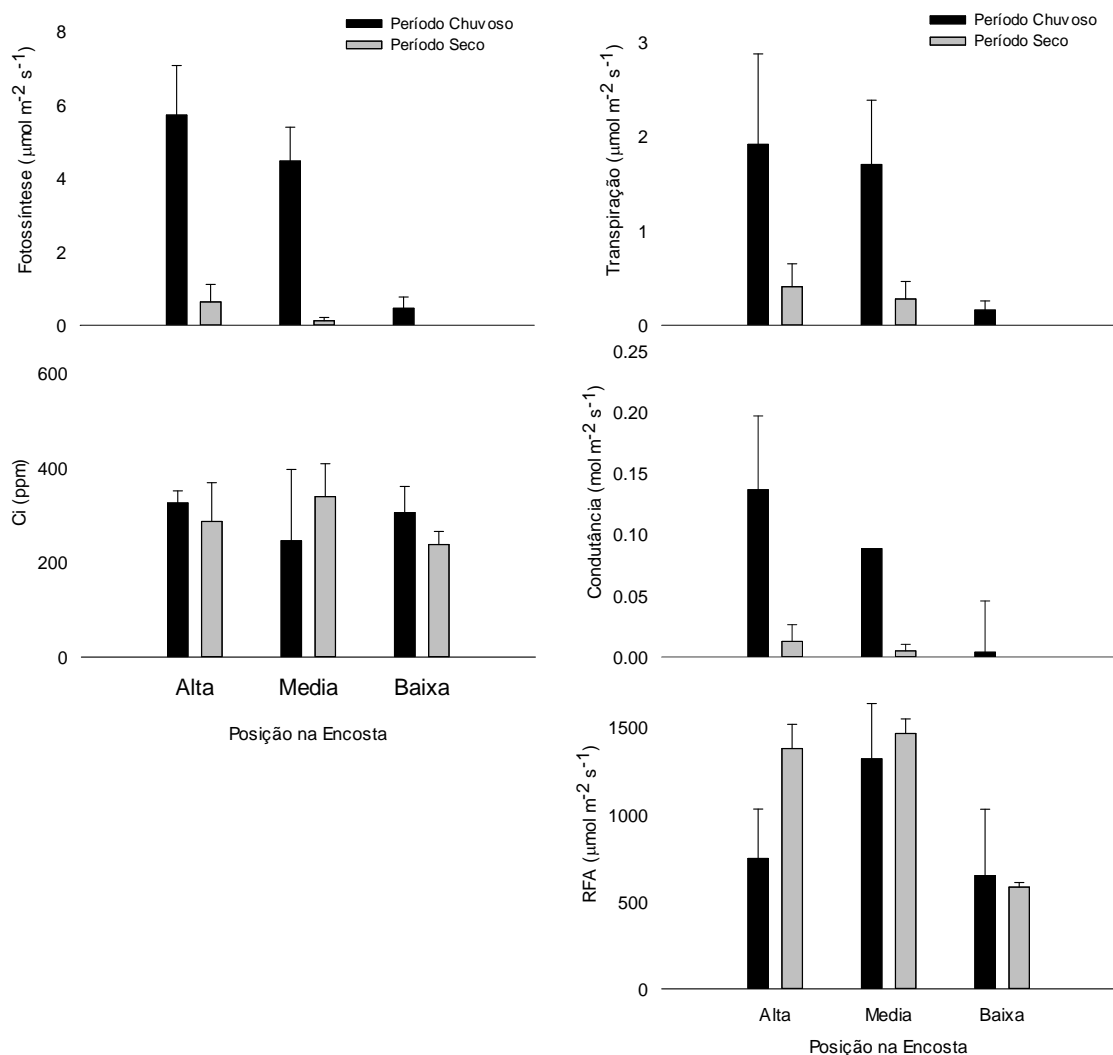 Período Chuvoso
Período Seco
8
6
4
2
0
Fotossíntese (μmol m-2 s-1)
600
400
200
0
Ci (ppm)
Alta Media Baixa
Posição na Encosta
Período Chuvoso
Período Seco
3
2
1
0
Transpiração (μmol m-2 s-1)
0.25
0.20
0.15
0.10
0.05
0.00
Condutância (mol m-2 s-1)
1500
1000
500
0
RFA (μmol m-2 s-1)
Alta Media Baixa
Posição na Encosta